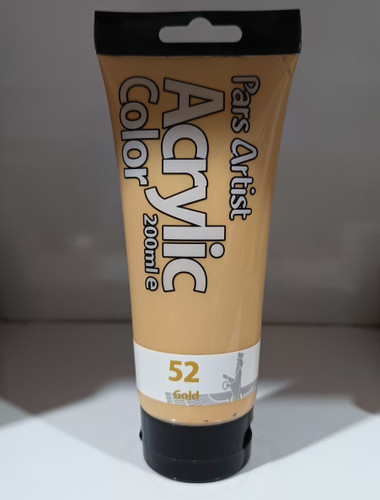 Pars Artist
Acrylic
Color 200ml e
52
Gold